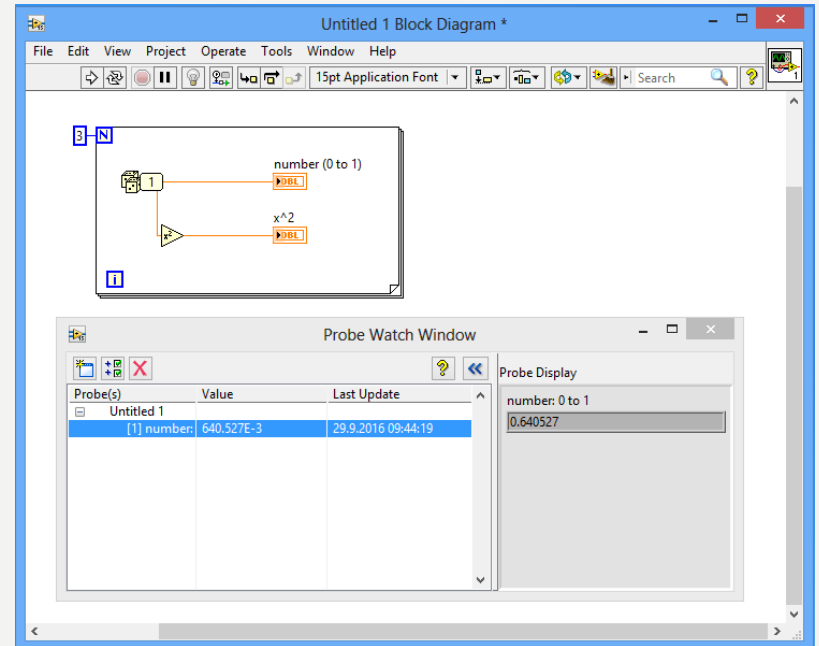 Untitled 1 Block Diagram *
File Edit View Project Operate Tools Window Help
15pt Application Font Search 1
3 N
number (0 to 1)
1 DBL
x^2
x² DBL
i
Probe Watch Window
Probe(s) Value Last Update
Untitled 1
[1] number: 640.527E-3 29.9.2016 09:44:19
Probe Display
number: 0 to 1
0.640527